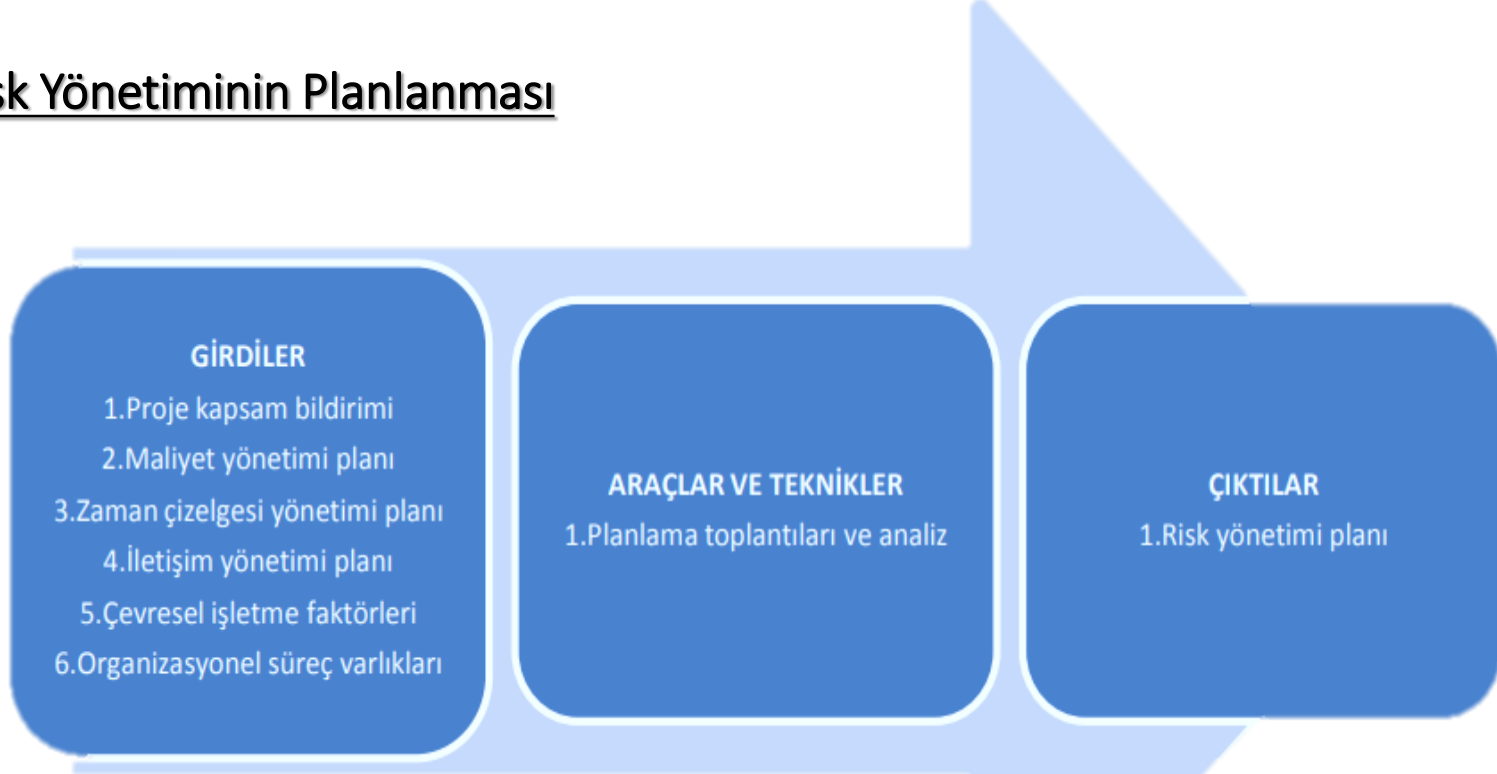 sk Yönetiminin Planlanması
GİRDİLER
1.Proje kapsam bildirimi
2.Maliyet yönetimi planı
3.Zaman çizelgesi yönetimi planı
4.İletişim yönetimi planı
5.Çevresel işletme faktörleri
6.Organizasyonel süreç varlıkları
ARAÇLAR VE TEKNİKLER
1.Planlama toplantıları ve analiz
ÇIKTILAR
1.Risk yönetimi planı